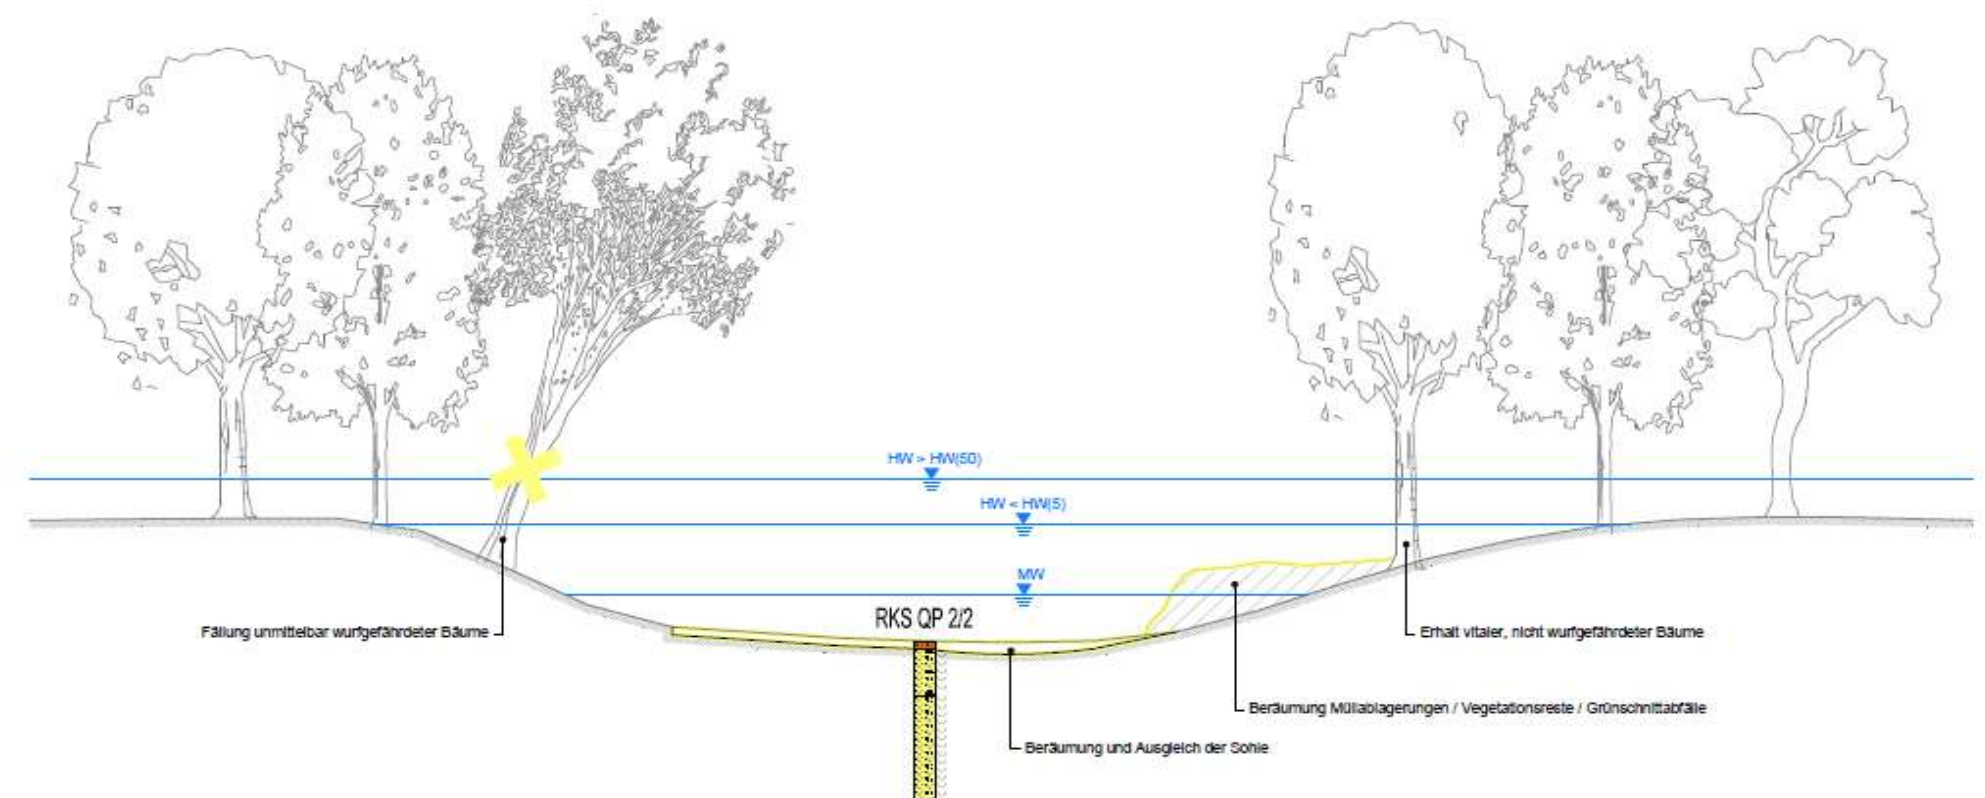 HW > HW(50)
HW < HW(5)
MW
RKS QP 2/2
Fällung unmittelbar wurfgefährdeter Bäume
Erhalt vitaler, nicht wurfgefährdeter Bäume
Beräumung Müllablagerungen / Vegetationsreste / Grünschnittabfälle
Beräumung und Ausgleich der Sohle